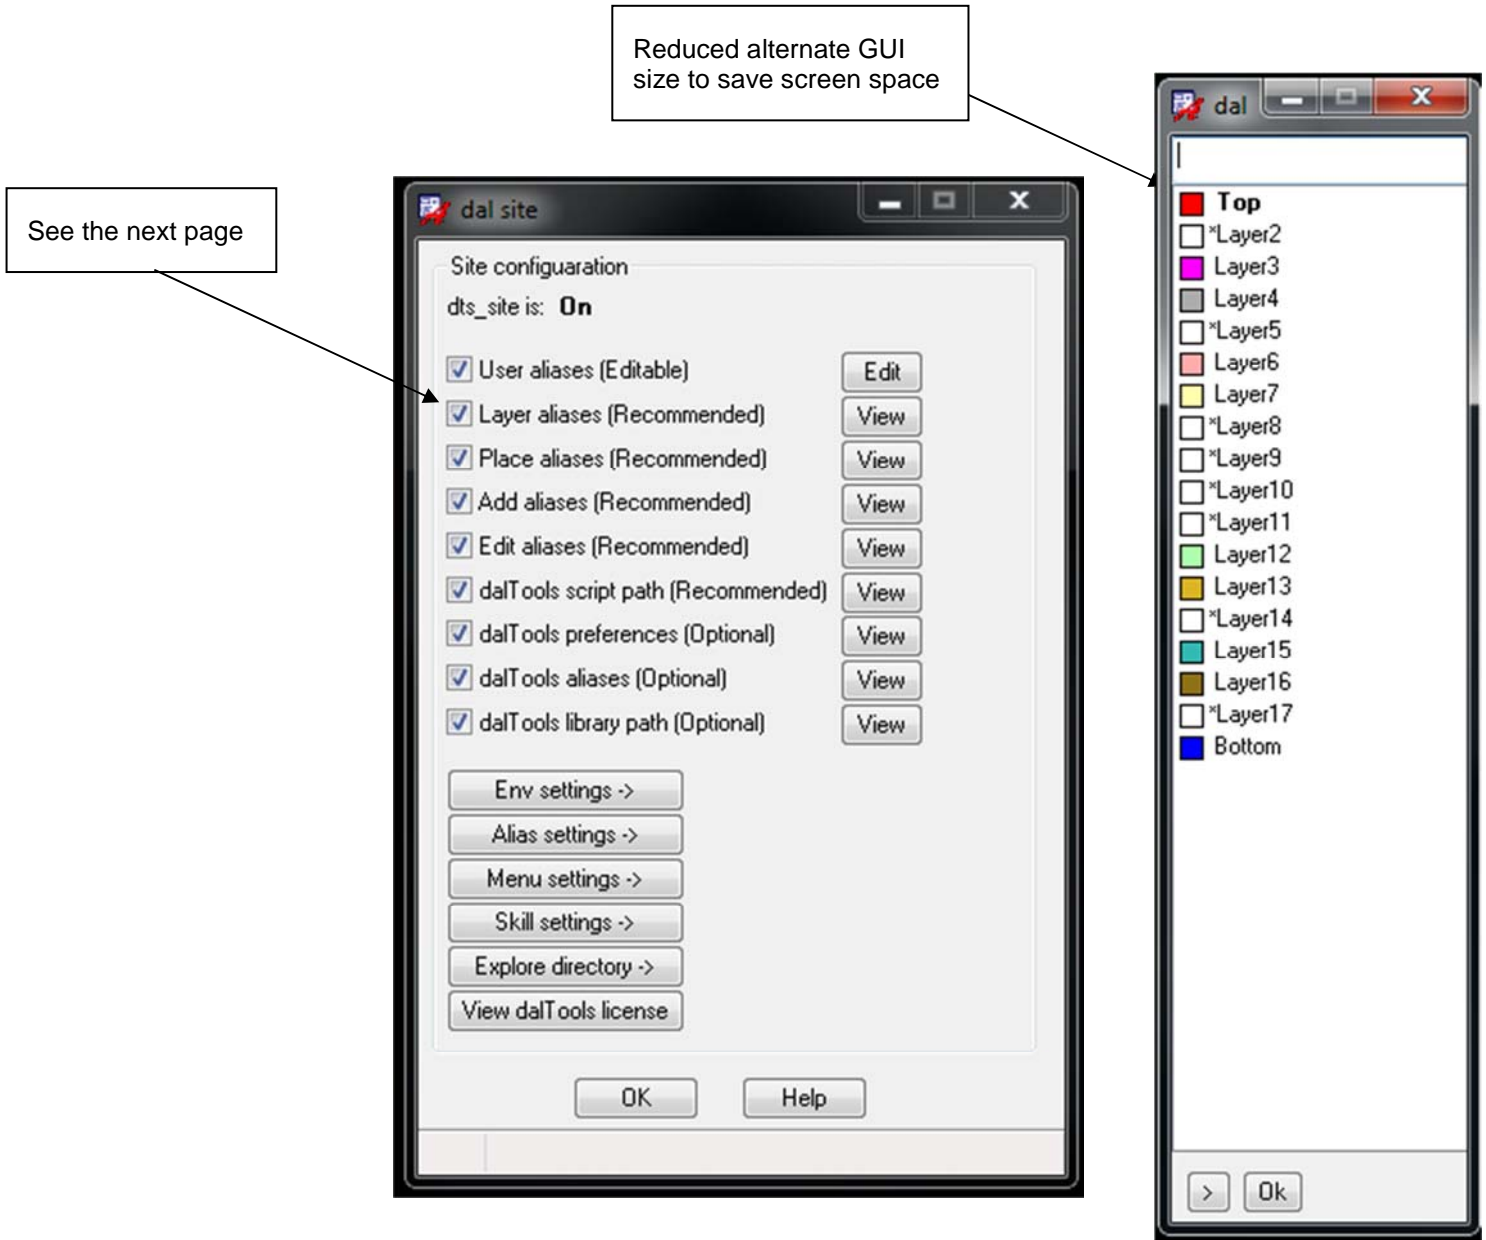 Reduced alternate GUI
size to save screen space
See the next page
dal site
Site configuaration
dts_site is: On
User aliases (Editable) Edit
Layer aliases (Recommended) View
Place aliases (Recommended) View
Add aliases (Recommended) View
Edit aliases (Recommended) View
dalTools script path (Recommended) View
dalTools preferences (Optional) View
dalTools aliases (Optional) View
dalTools library path (Optional) View
Env settings ->
Alias settings ->
Menu settings ->
Skill settings ->
Explore directory ->
View dalTools license
OK Help
dal
Top
*Layer2
Layer3
Layer4
*Layer5
Layer6
Layer7
*Layer8
*Layer9
*Layer10
*Layer11
Layer12
Layer13
*Layer14
Layer15
Layer16
*Layer17
Bottom
> Ok